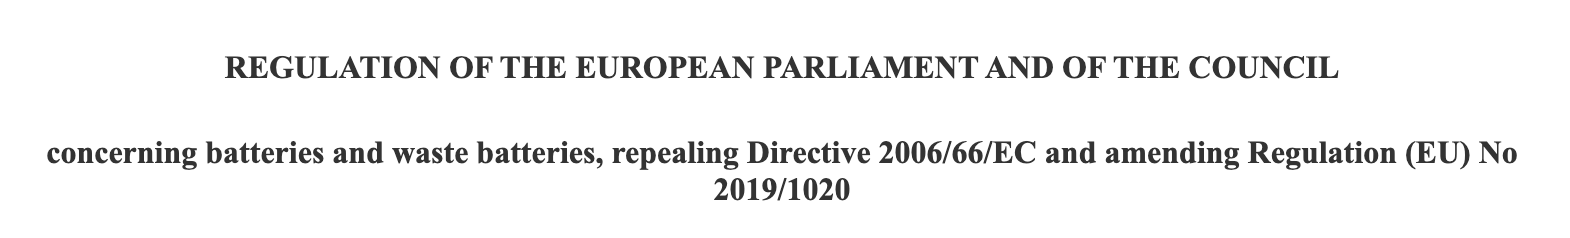 REGULATION OF THE EUROPEAN PARLIAMENT AND OF THE COUNCIL
concerning batteries and waste batteries, repealing Directive 2006/66/EC and amending Regulation (EU) No
2019/1020